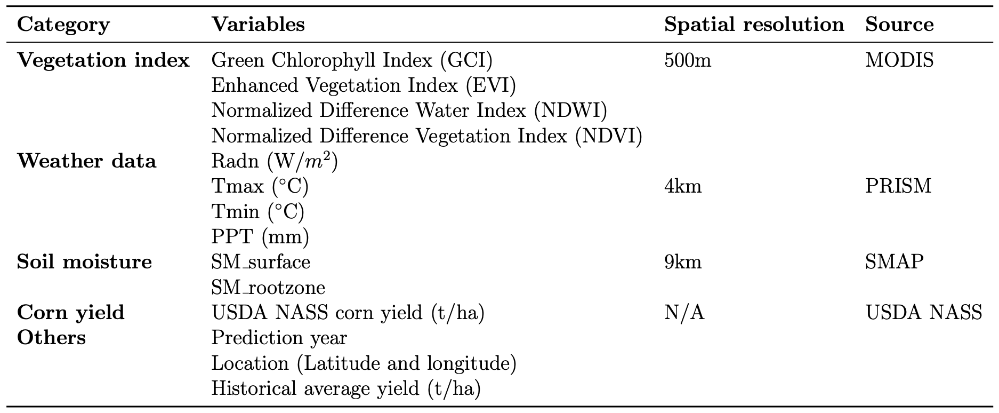 Category Variables Spatial resolution Source
Vegetation index Green Chlorophyll Index (GCI) 500m MODIS
Enhanced Vegetation Index (EVI)
Normalized Difference Water Index (NDWI)
Normalized Difference Vegetation Index (NDVI)
Weather data Radn (W/m²)
Tmax (°C) 4km PRISM
Tmin (°C)
PPT (mm)
Soil moisture SM_surface 9km SMAP
SM_rootzone
Corn yield USDA NASS corn yield (t/ha) N/A USDA NASS
Others Prediction year
Location (Latitude and longitude)
Historical average yield (t/ha)